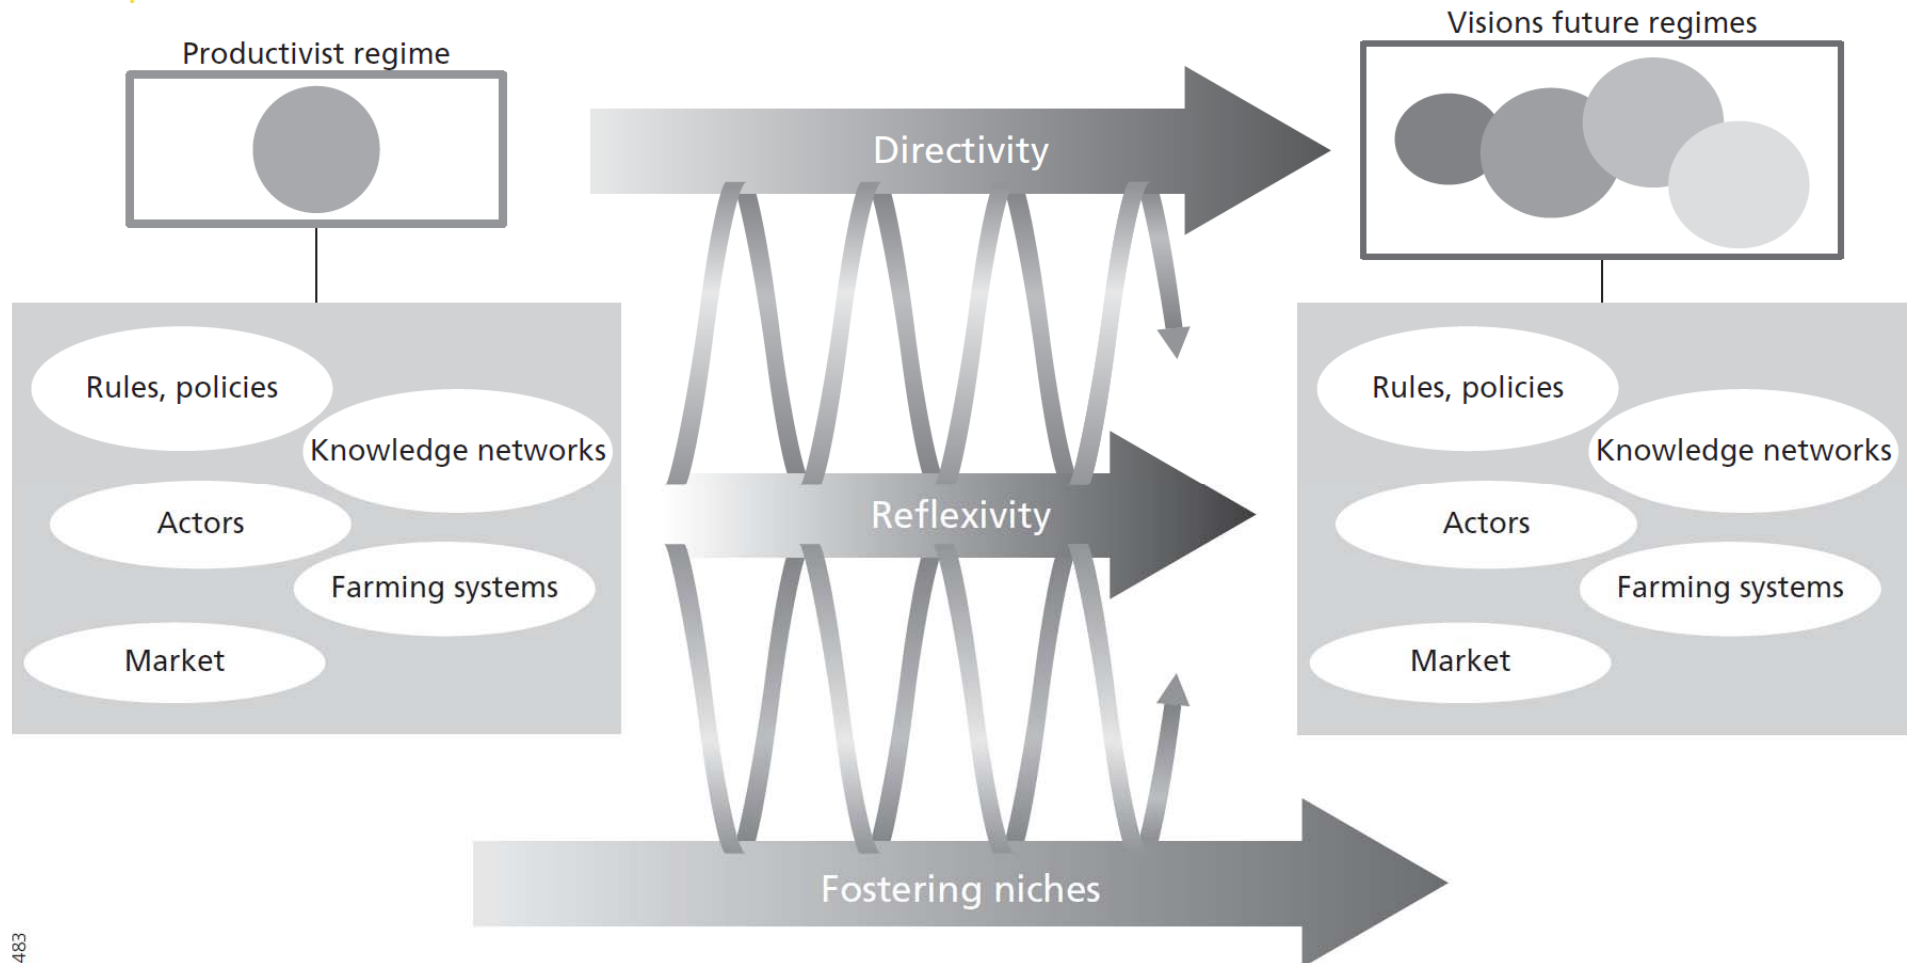 Productivist regime
Visions future regimes
Directivity
Rules, policies
Knowledge networks
Actors
Farming systems
Market
Reflexivity
Rules, policies
Knowledge networks
Actors
Farming systems
Market
Fostering niches
483